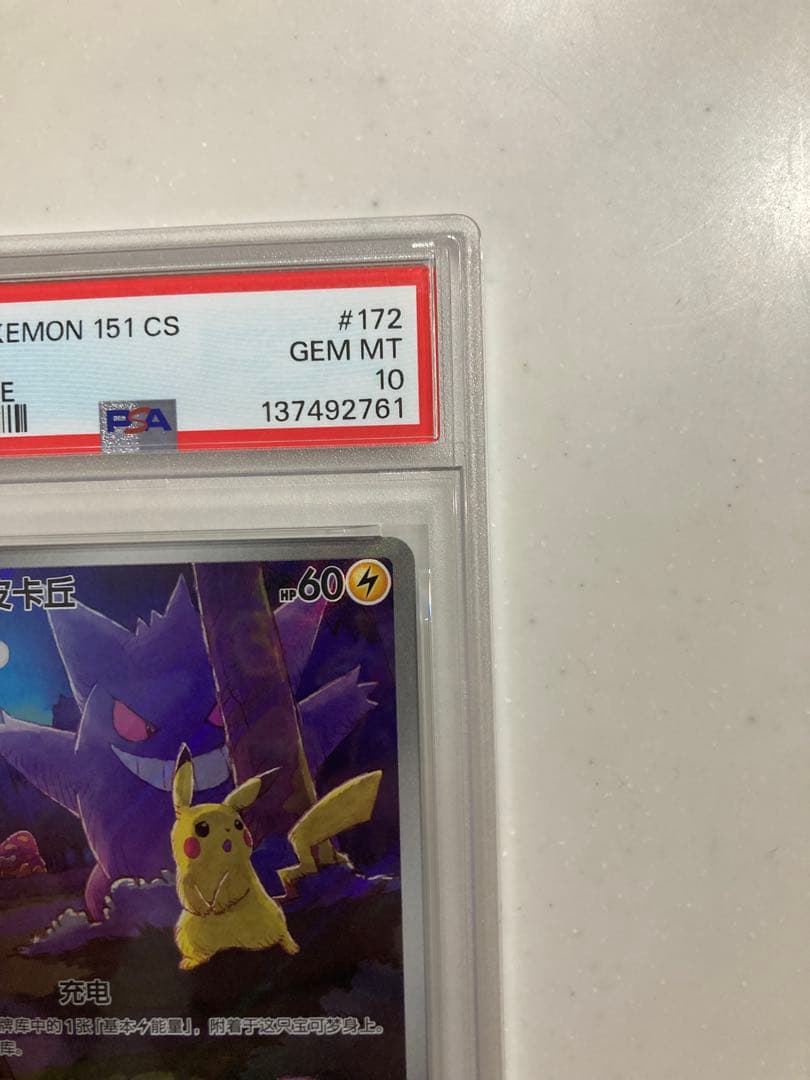 KEMON 151 CS
#172
GEM MT
E
10
PSA
137492761
皮卡丘
HP60
充电
牌库中的1张「基本⚡能量」，附着于这只宝可梦身上。
库。